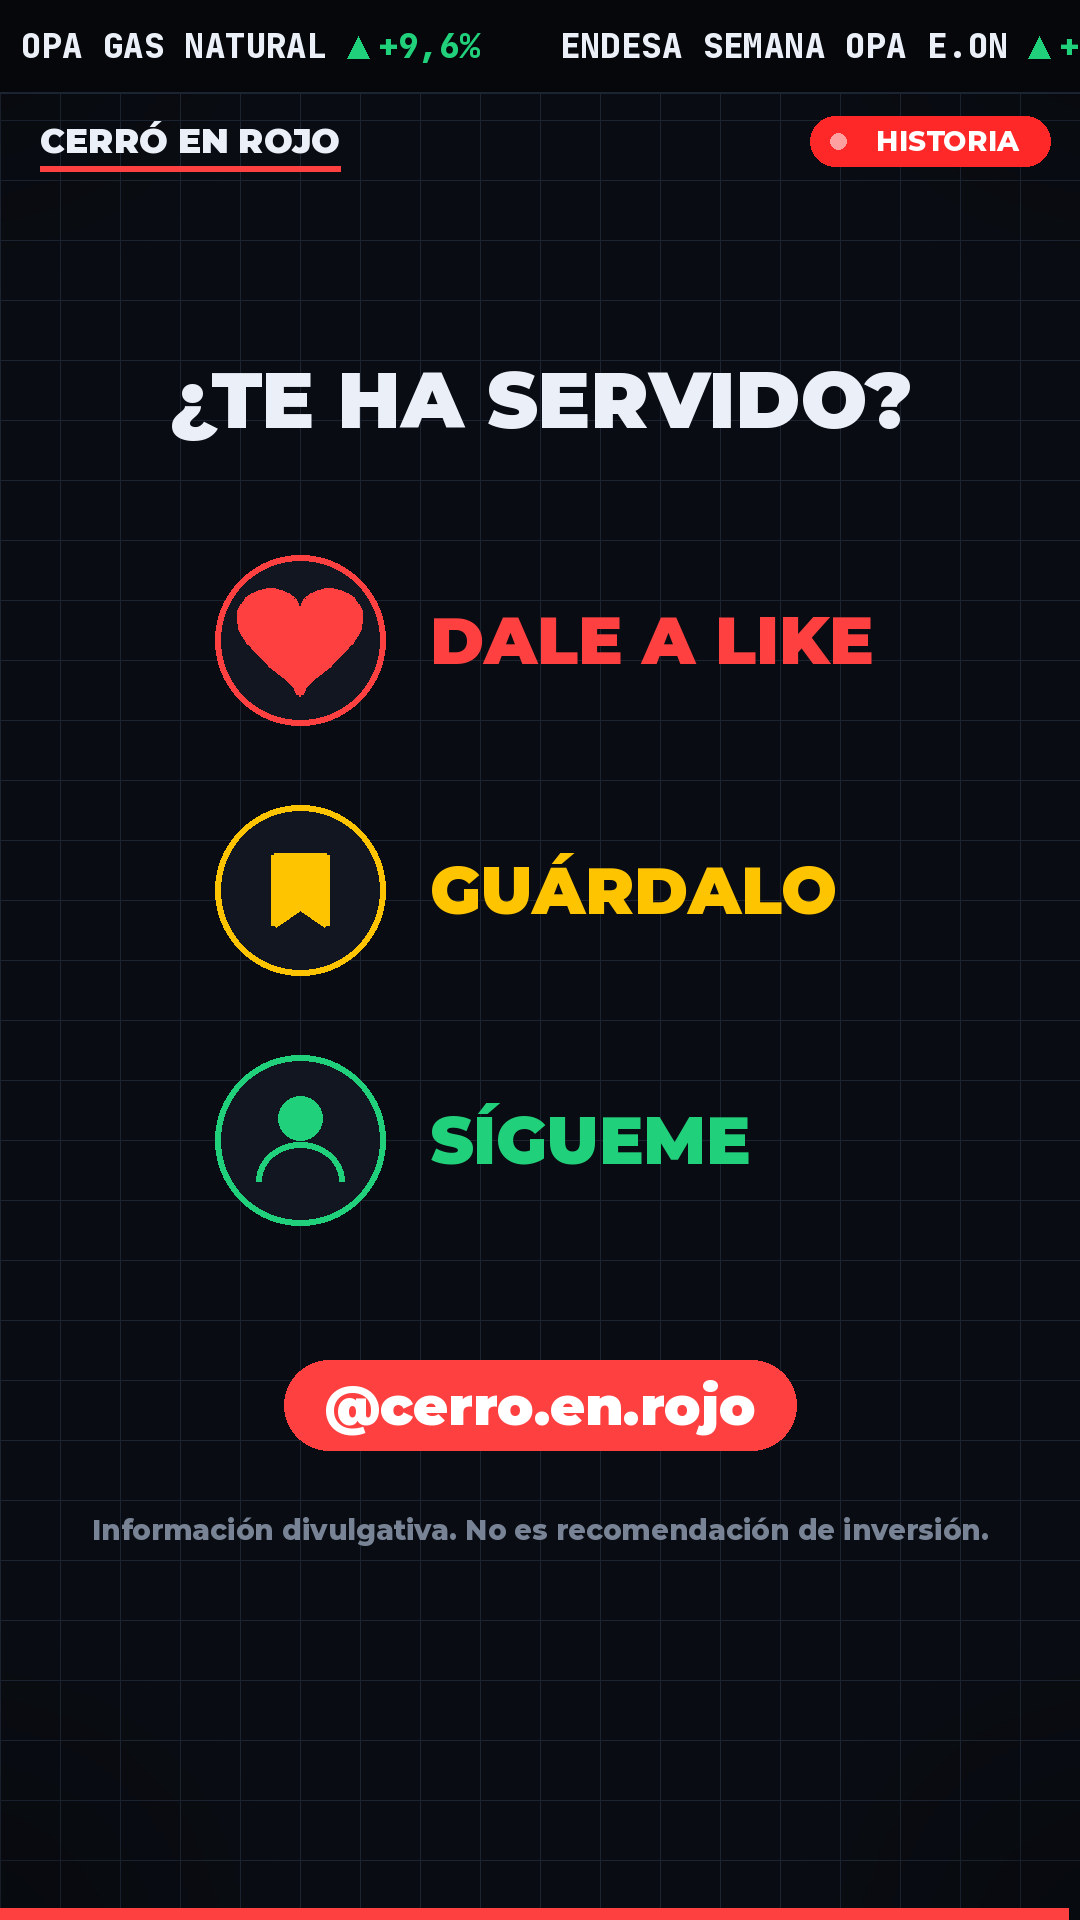 OPA GAS NATURAL ▲+9,6% ENDESA SEMANA OPA E.ON ▲+
CERRÓ EN ROJO
HISTORIA
¿TE HA SERVIDO?
DALE A LIKE
GUÁRDALO
SÍGUEME
@cerro.en.rojo
Información divulgativa. No es recomendación de inversión.